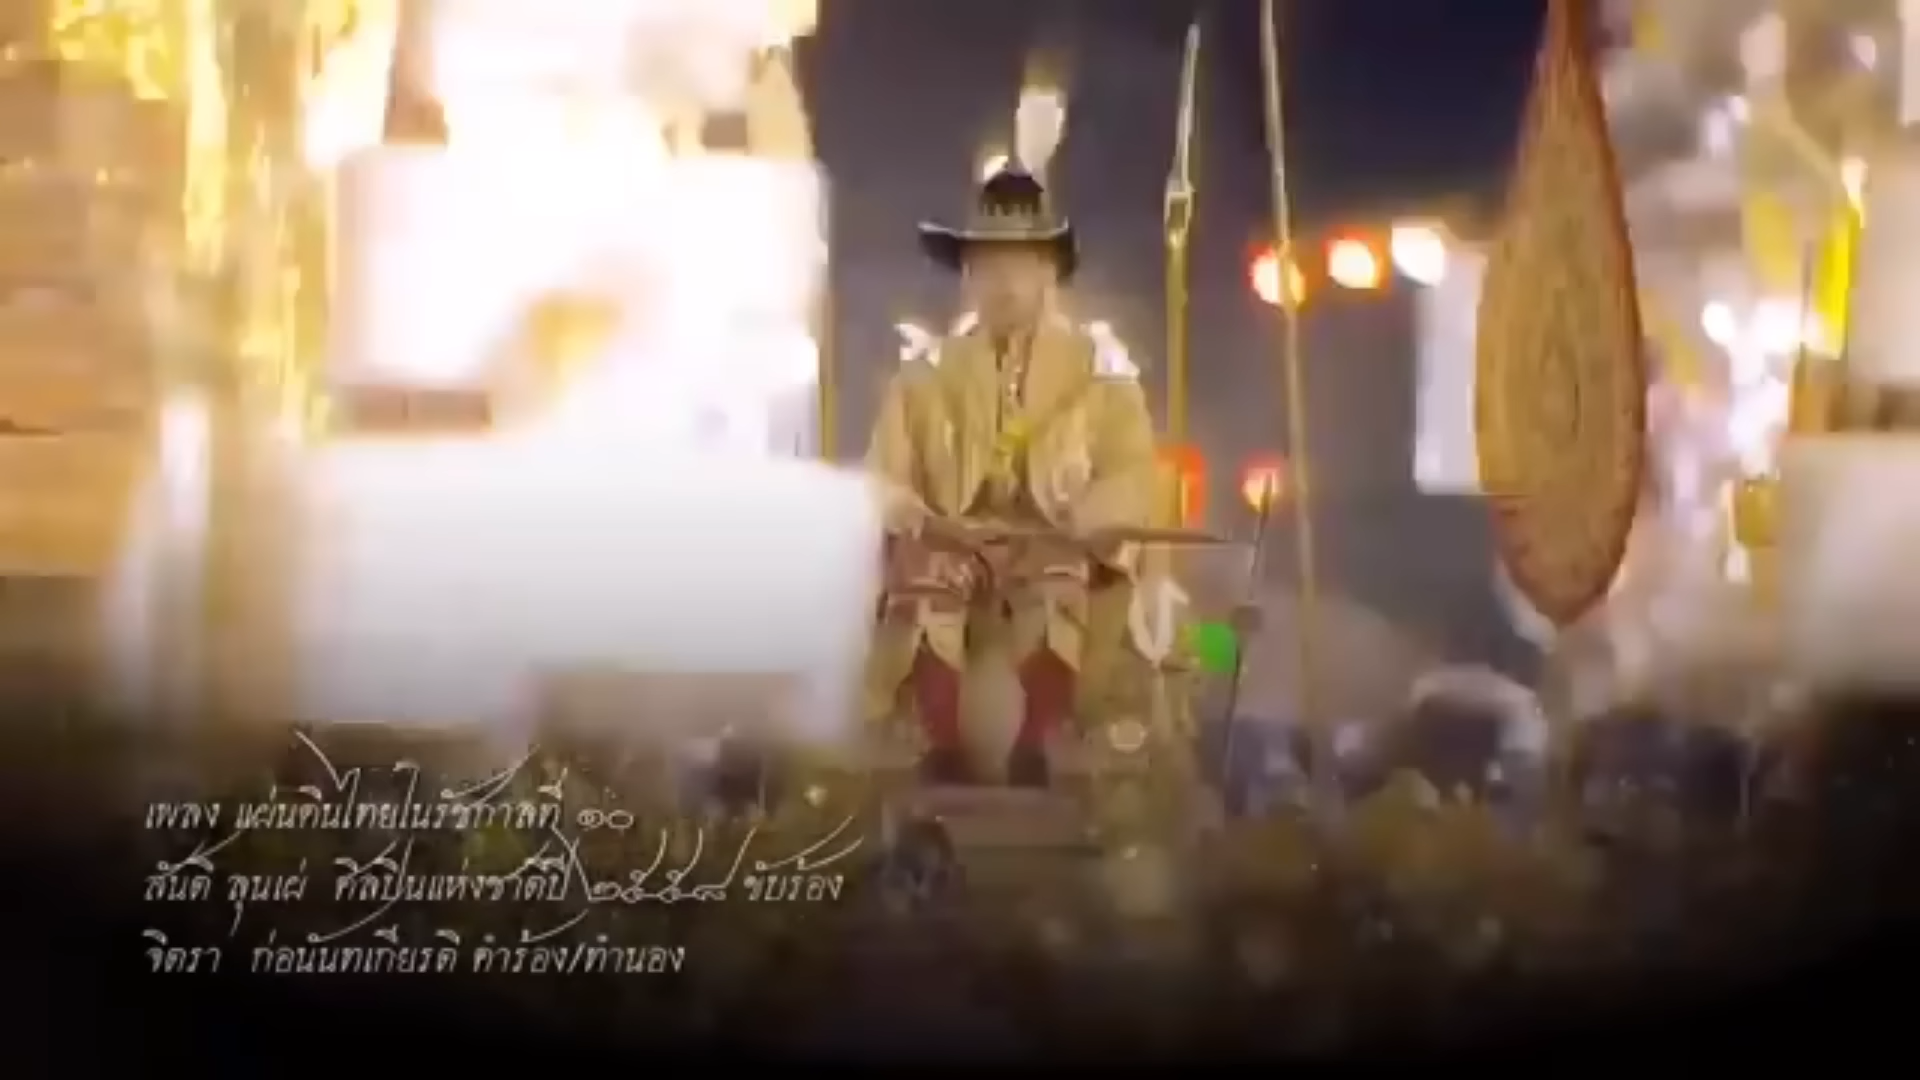 เพลง แผ่นดินไทยในรัชกาลที่ ๑๐
สันติ ลุนเผ่ ศิลปินแห่งชาติปี ๒๕๕๘ ขับร้อง
จิตรา ก่อนันทเกียรติ คำร้อง/ทำนอง